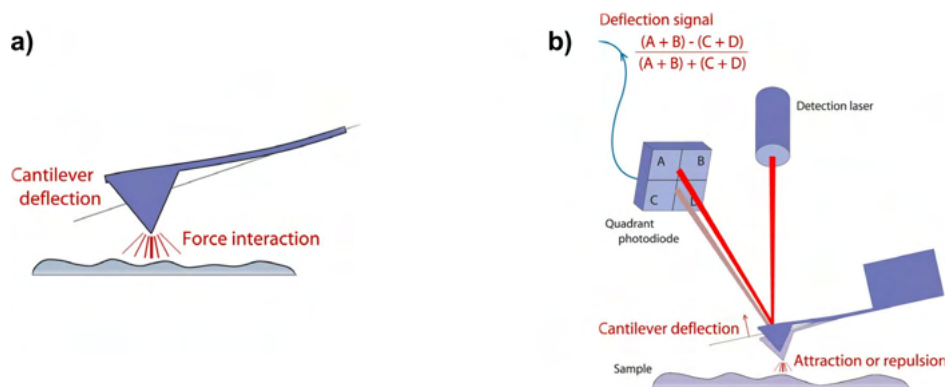 a)
Cantilever
deflection
Force interaction
b)
Deflection signal
(A + B) - (C + D)
(A + B) + (C + D)
Detection laser
A B
C D
Quadrant
photodiode
Cantilever deflection
Attraction or repulsion
Sample